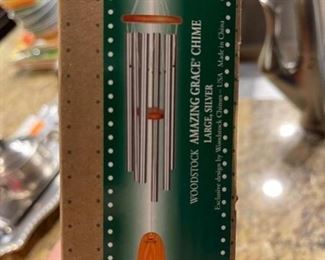 WOODSTOCK AMAZING GRACE® CHIME
LARGE, SILVER
Exclusive design by Woodstock Chimes – USA Made in China